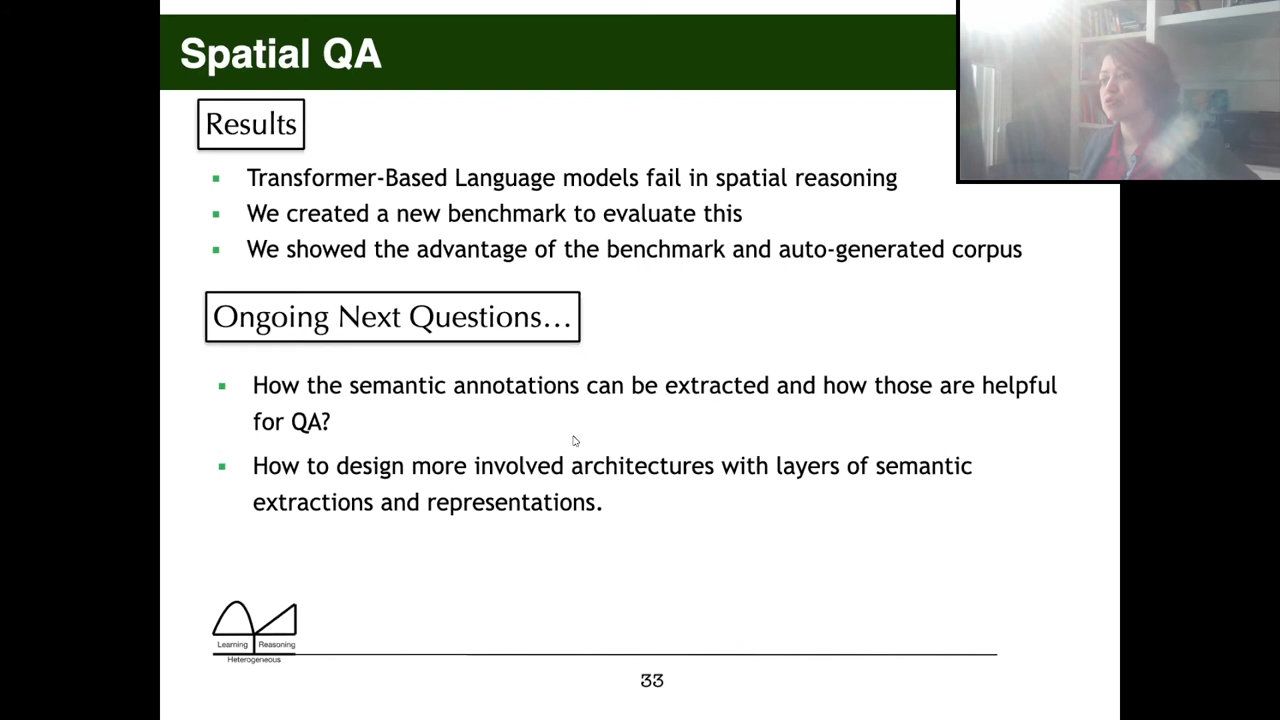 Spatial QA
Results
Transformer-Based Language models fail in spatial reasoning
We created a new benchmark to evaluate this
We showed the advantage of the benchmark and auto-generated corpus
Ongoing Next Questions…
How the semantic annotations can be extracted and how those are helpful
for QA?
How to design more involved architectures with layers of semantic
extractions and representations.
Learning Reasoning
Heterogeneous
33